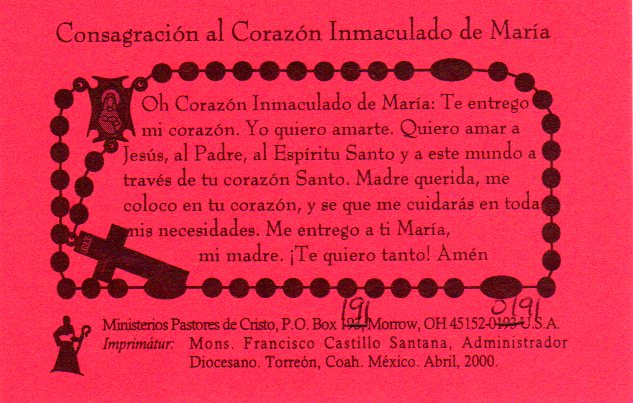 Consagración al Corazón Inmaculado de María
Oh Corazón Inmaculado de María: Te entrego
mi corazón. Yo quiero amarte. Quiero amar a
Jesús, al Padre, al Espíritu Santo y a este mundo a
través de tu corazón Santo. Madre querida, me
coloco en tu corazón, y se que me cuidarás en toda
mis necesidades. Me entrego a ti María,
mi madre. ¡Te quiero tanto! Amén
191 0191
Ministerios Pastores de Cristo, P.O. Box 193, Morrow, OH 45152-0193 U.S.A.
Imprimátur: Mons. Francisco Castillo Santana, Administrador
Diocesano. Torreón, Coah. México. Abril, 2000.